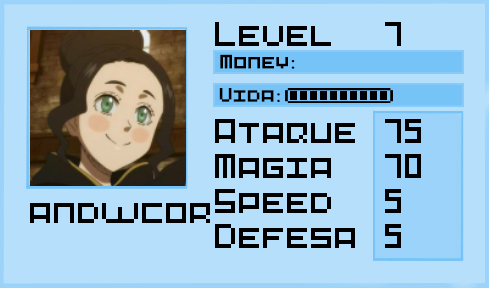 Level 7
Money:
Vida:
Ataque 75
Magia 70
Speed 5
Defesa 5
andwcor